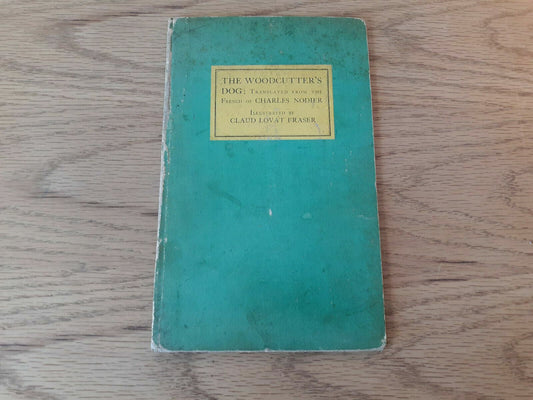 THE WOODCUTTER'S
DOG: TRANSLATED FROM THE
FRENCH OF CHARLES NODIER
ILLUSTRATED BY
CLAUD LOVAT FRASER